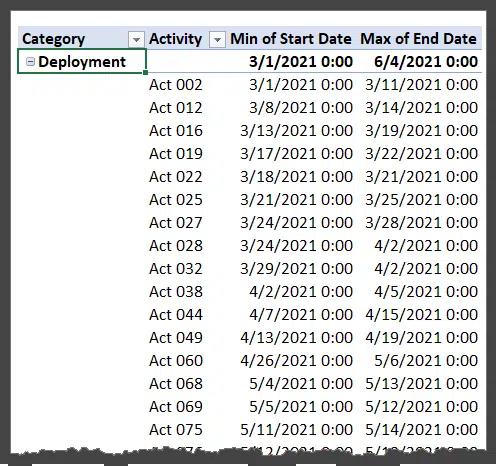 Category Activity Min of Start Date Max of End Date
Deployment 3/1/2021 0:00 6/4/2021 0:00
Act 002 3/1/2021 0:00 3/11/2021 0:00
Act 012 3/8/2021 0:00 3/14/2021 0:00
Act 016 3/13/2021 0:00 3/19/2021 0:00
Act 019 3/17/2021 0:00 3/22/2021 0:00
Act 022 3/18/2021 0:00 3/21/2021 0:00
Act 025 3/21/2021 0:00 3/25/2021 0:00
Act 027 3/24/2021 0:00 3/28/2021 0:00
Act 028 3/24/2021 0:00 4/2/2021 0:00
Act 032 3/29/2021 0:00 4/2/2021 0:00
Act 038 4/2/2021 0:00 4/5/2021 0:00
Act 044 4/7/2021 0:00 4/15/2021 0:00
Act 049 4/13/2021 0:00 4/19/2021 0:00
Act 060 4/26/2021 0:00 5/6/2021 0:00
Act 068 5/4/2021 0:00 5/13/2021 0:00
Act 069 5/5/2021 0:00 5/12/2021 0:00
Act 075 5/11/2021 0:00 5/14/2021 0:00